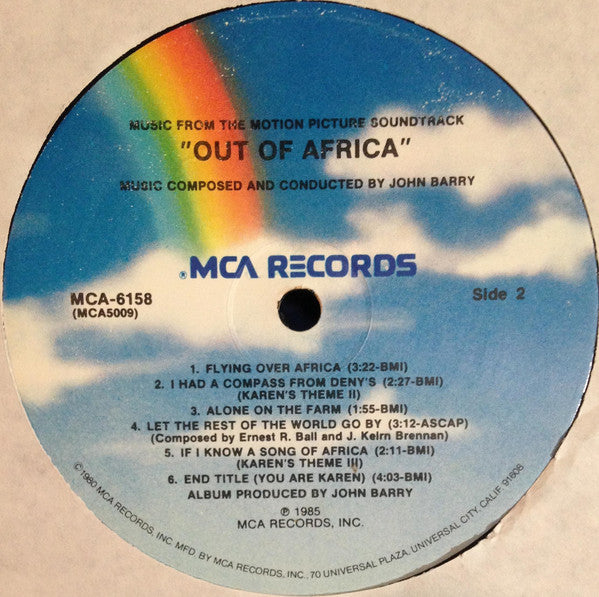 MUSIC FROM THE MOTION PICTURE SOUNDTRACK
"OUT OF AFRICA"
MUSIC COMPOSED AND CONDUCTED BY JOHN BARRY
®MCA RECORDS
MCA-6158
(MCA5009)
Side 2
1. FLYING OVER AFRICA (3:22-BMI)
2. I HAD A COMPASS FROM DENY'S (2:27-BMI)
(KAREN'S THEME II)
3. ALONE ON THE FARM (1:55-BMI)
4. LET THE REST OF THE WORLD GO BY (3:12-ASCAP)
(Composed by Ernest R. Ball and J. Keirn Brennan)
5. IF I KNOW A SONG OF AFRICA (2:11-BMI)
(KAREN'S THEME III)
6. END TITLE (YOU ARE KAREN) (4:03-BMI)
ALBUM PRODUCED BY JOHN BARRY
℗ 1985
MCA RECORDS, INC.
©1980 MCA RECORDS, INC. MFD. BY MCA RECORDS, INC., 70 UNIVERSAL PLAZA, UNIVERSAL CITY, CALIF. 91608